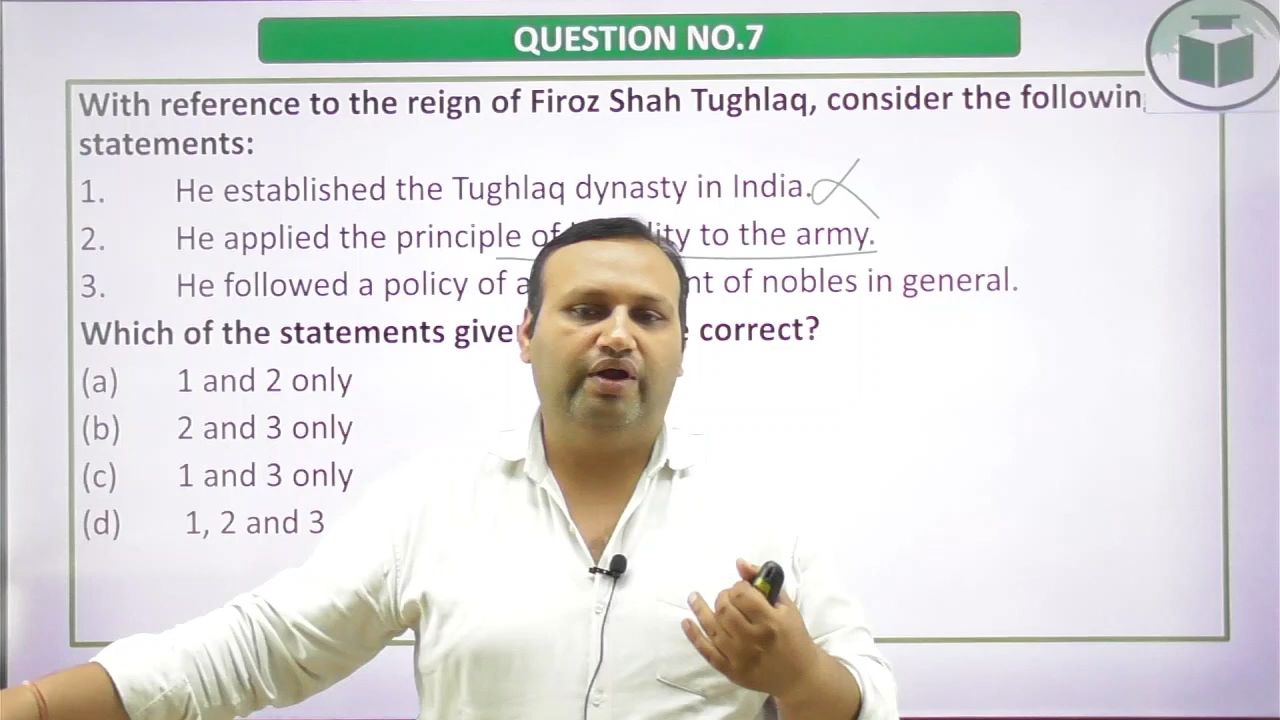 QUESTION NO.7
With reference to the reign of Firoz Shah Tughlaq, consider the followin
statements:
1. He established the Tughlaq dynasty in India.
2. He applied the principle of lity to the army.
3. He followed a policy of a nt of nobles in general.
Which of the statements give e correct?
(a) 1 and 2 only
(b) 2 and 3 only
(c) 1 and 3 only
(d) 1, 2 and 3